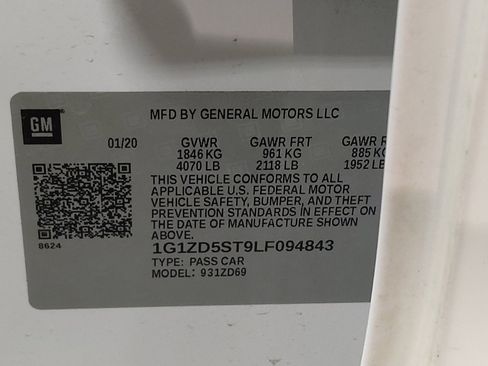 GM
MFD BY GENERAL MOTORS LLC
01/20 GVWR GAWR FRT GAWR
1846 KG 961 KG 885 KG
4070 LB 2118 LB 1952 LB
THIS VEHICLE CONFORMS TO ALL
APPLICABLE U.S. FEDERAL MOTOR
VEHICLE SAFETY, BUMPER, AND THEFT
PREVENTION STANDARDS IN EFFECT ON
THE DATE OF MANUFACTURE SHOWN
ABOVE.
8624
1G1ZD5ST9LF094843
TYPE: PASS CAR
MODEL: 931ZD69